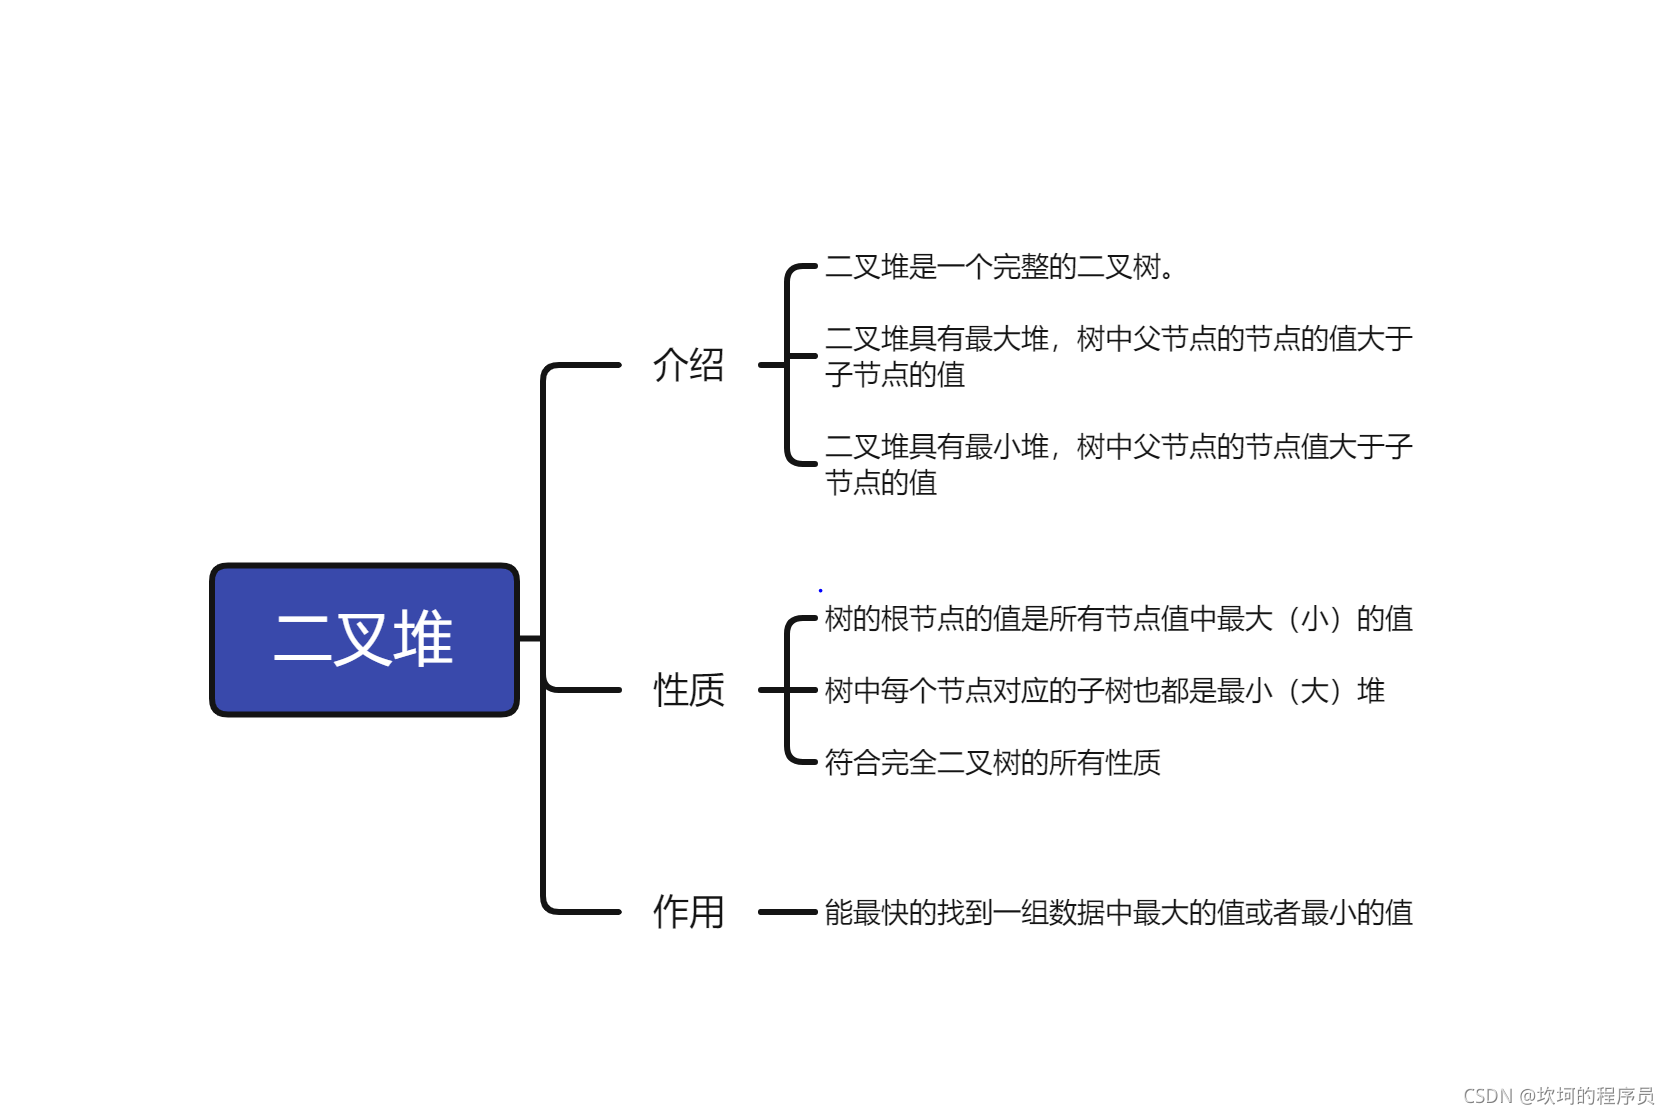 二叉堆是一个完整的二叉树。
二叉堆具有最大堆，树中父节点的节点的值大于
子节点的值
介绍
二叉堆具有最小堆，树中父节点的节点值大于子
节点的值
二叉堆
树的根节点的值是所有节点值中最大（小）的值
性质
树中每个节点对应的子树也都是最小（大）堆
符合完全二叉树的所有性质
作用
能最快的找到一组数据中最大的值或者最小的值
CSDN @坎坷的程序员